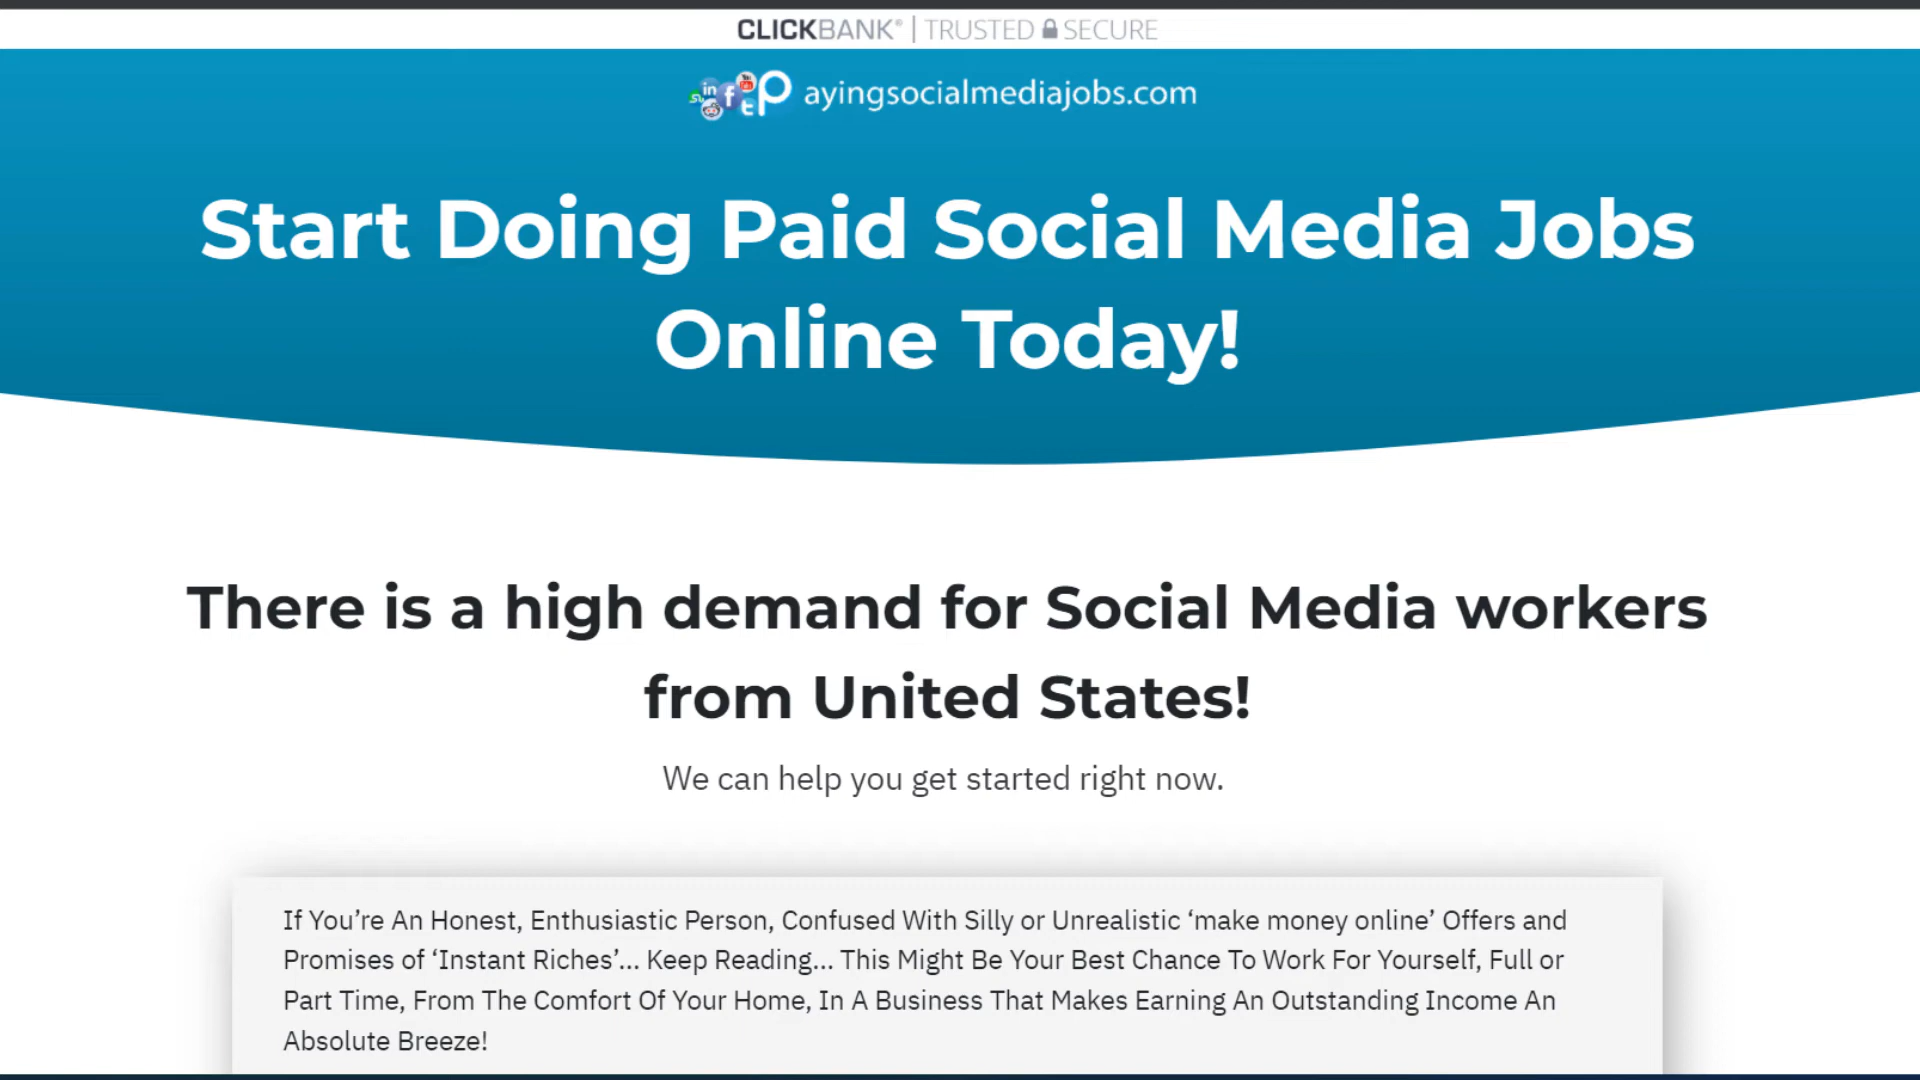 CLICKBANK® | TRUSTED SECURE
payingsocialmediajobs.com
Start Doing Paid Social Media Jobs
Online Today!
There is a high demand for Social Media workers
from United States!
We can help you get started right now.
If You’re An Honest, Enthusiastic Person, Confused With Silly or Unrealistic ‘make money online’ Offers and
Promises of ‘Instant Riches’... Keep Reading... This Might Be Your Best Chance To Work For Yourself, Full or
Part Time, From The Comfort Of Your Home, In A Business That Makes Earning An Outstanding Income An
Absolute Breeze!